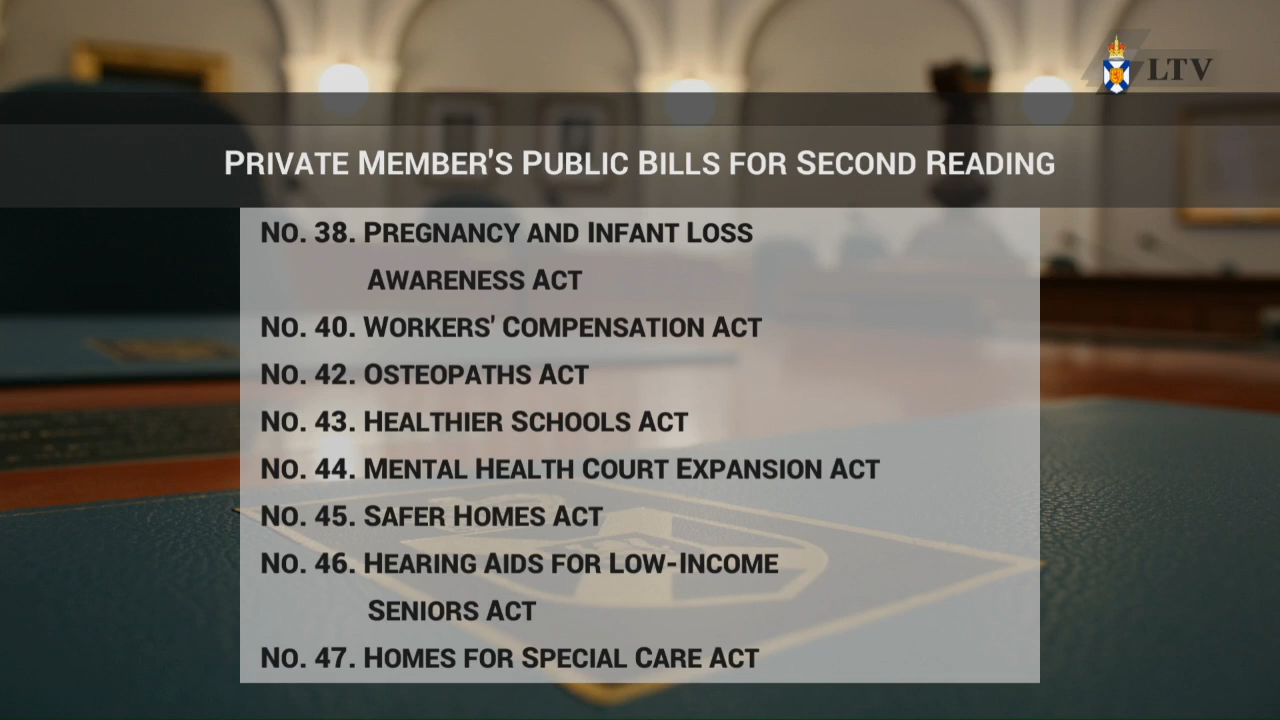 LTV
PRIVATE MEMBER'S PUBLIC BILLS FOR SECOND READING
NO. 38. PREGNANCY AND INFANT LOSS
AWARENESS ACT
NO. 40. WORKERS' COMPENSATION ACT
NO. 42. OSTEOPATHS ACT
NO. 43. HEALTHIER SCHOOLS ACT
NO. 44. MENTAL HEALTH COURT EXPANSION ACT
NO. 45. SAFER HOMES ACT
NO. 46. HEARING AIDS FOR LOW-INCOME
SENIORS ACT
NO. 47. HOMES FOR SPECIAL CARE ACT